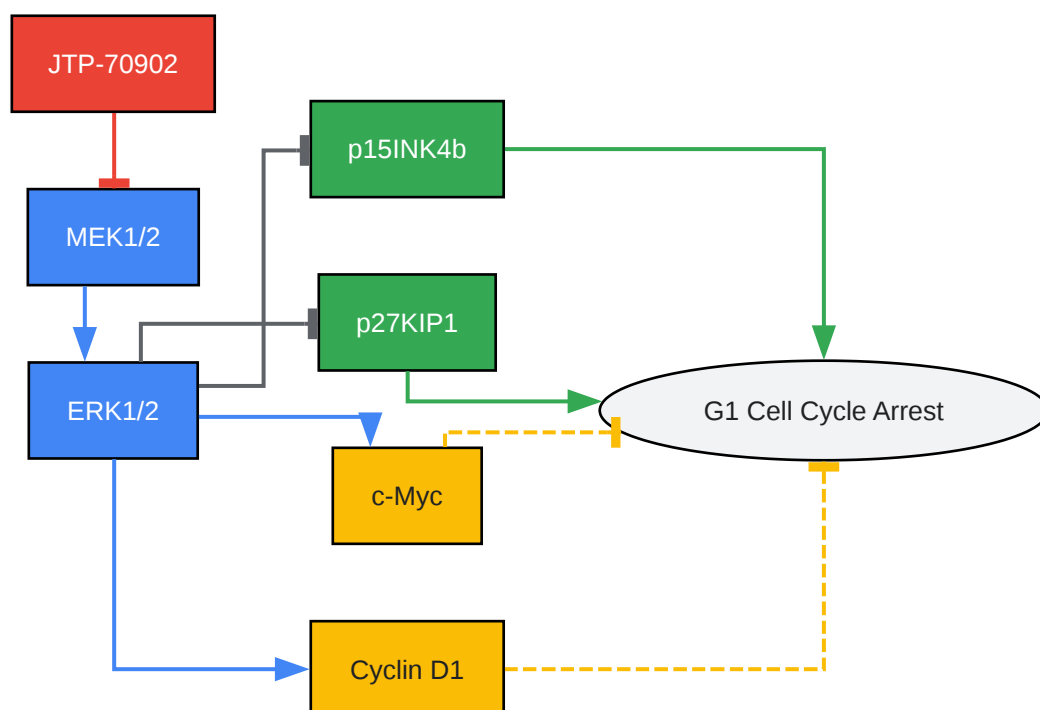 JTP-70902
p15INK4b
MEK1/2
p27KIP1
ERK1/2
G1 Cell Cycle Arrest
c-Myc
Cyclin D1